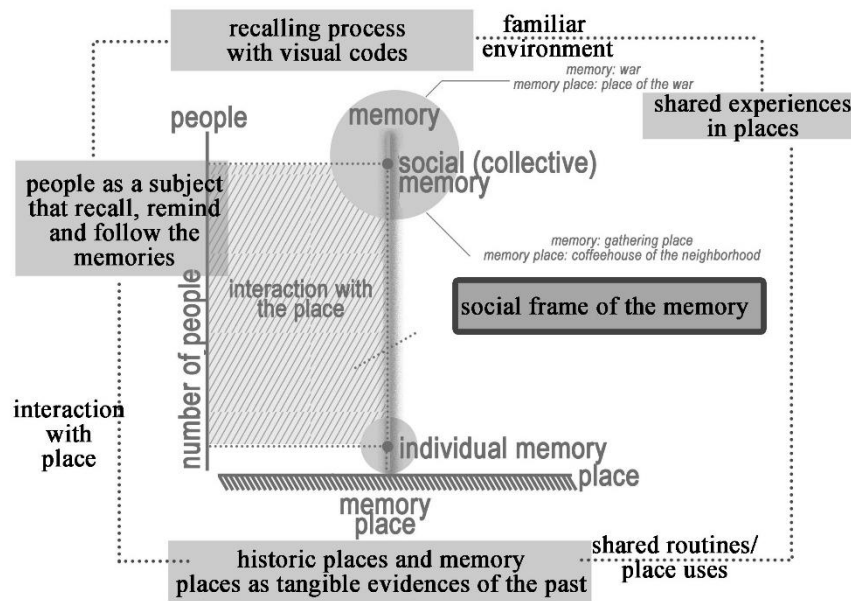 recalling process
with visual codes
familiar
environment
memory: war
memory place: place of the war
shared experiences
in places
people
memory
social (collective)
memory
people as a subject
that recall, remind
and follow the
memories
memory: gathering place
memory place: coffeehouse of the neighborhood
interaction with
the place
social frame of the memory
number of people
interaction
with
place
individual memory
place
memory
place
historic places and memory
places as tangible evidences of the past
shared routines/
place uses